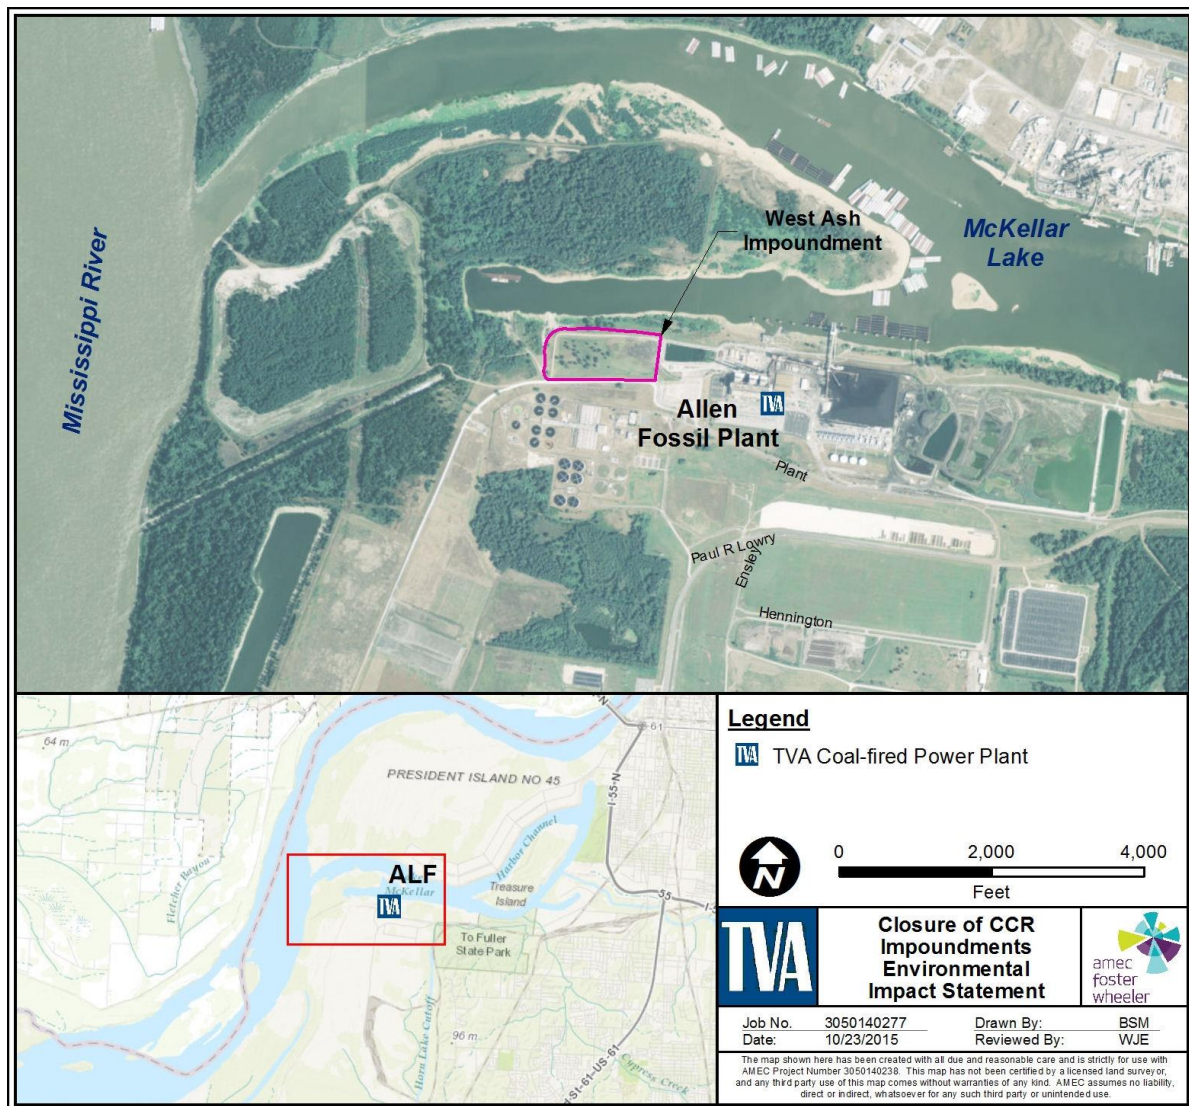 West Ash
Impoundment
McKellar
Lake
Mississippi River
Allen
Fossil Plant
TVA
Plant
Paul R Lowry
Ensley
Hennington
64 m
PRESIDENT ISLAND NO 45
I-55-N
61
Fletcher Bayou
Harbor Channel
ALF
McKellar
TVA
Treasure
Island
55
To Fuller
State Park
Horn Lake Cutoff
96 m
I-St-61-US-61
Cypress Creek
Legend
TVA TVA Coal-fired Power Plant
N
0 2,000 4,000
Feet
TVA
Closure of CCR
Impoundments
Environmental
Impact Statement
amec
foster
wheeler
Job No. 3050140277 Drawn By: BSM
Date: 10/23/2015 Reviewed By: WJE
The map shown here has been created with all due and reasonable care and is strictly for use with
AMEC Project Number 3050140238. This map has not been certified by a licensed land surveyor,
and any third party use of this map comes without warranties of any kind. AMEC assumes no liability,
direct or indirect, whatsoever for any such third party or unintended use.